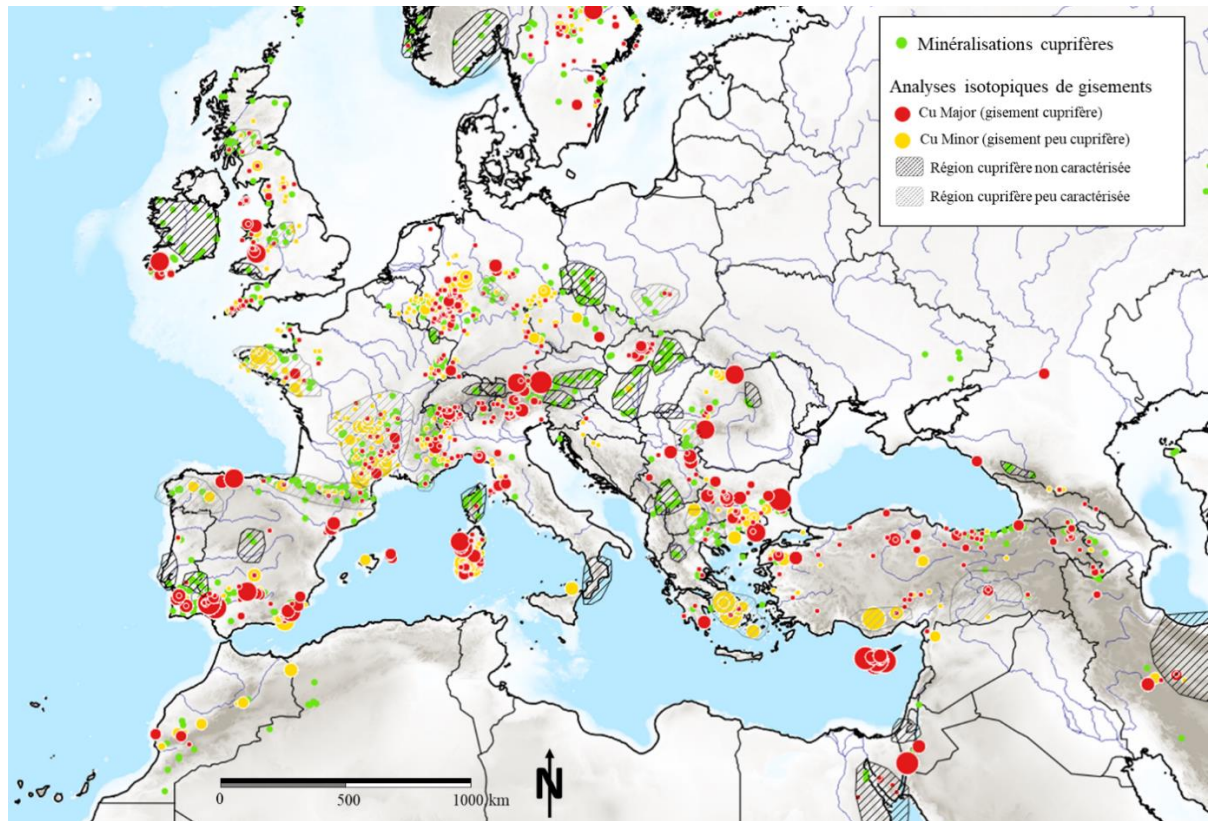 Minéralisations cuprifères
Analyses isotopiques de gisements
Cu Major (gisement cuprifère)
Cu Minor (gisement peu cuprifère)
Région cuprifère non caractérisée
Région cuprifère peu caractérisée
N
0 500 1000 km